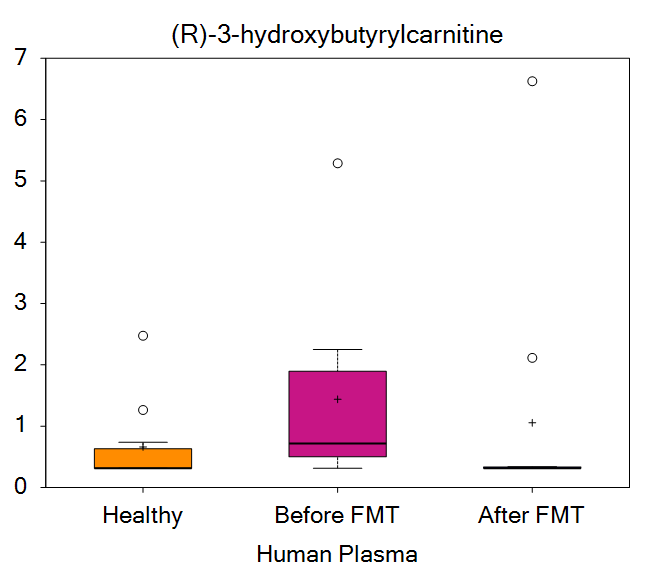 (R)-3-hydroxybutyrylcarnitine
7
6
5
4
3
2
1
0
Healthy Before FMT After FMT
Human Plasma